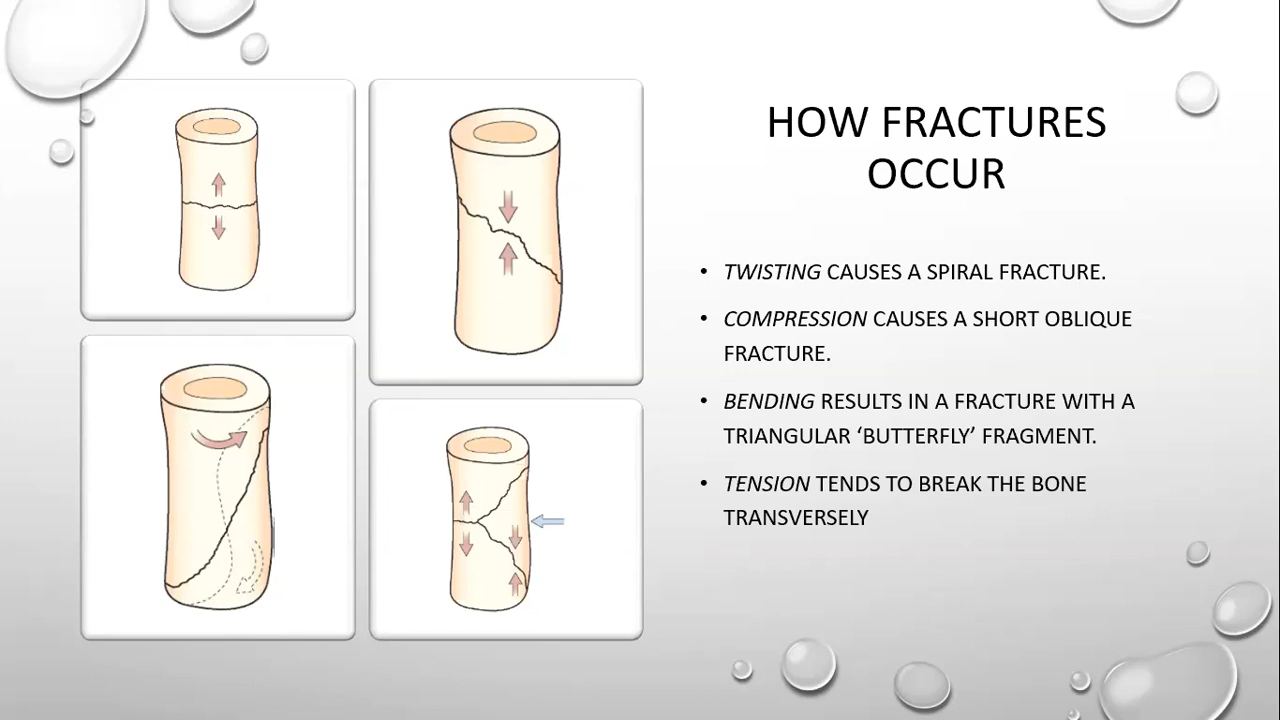 HOW FRACTURES
OCCUR
• TWISTING CAUSES A SPIRAL FRACTURE.
• COMPRESSION CAUSES A SHORT OBLIQUE
FRACTURE.
• BENDING RESULTS IN A FRACTURE WITH A
TRIANGULAR ‘BUTTERFLY’ FRAGMENT.
• TENSION TENDS TO BREAK THE BONE
TRANSVERSELY